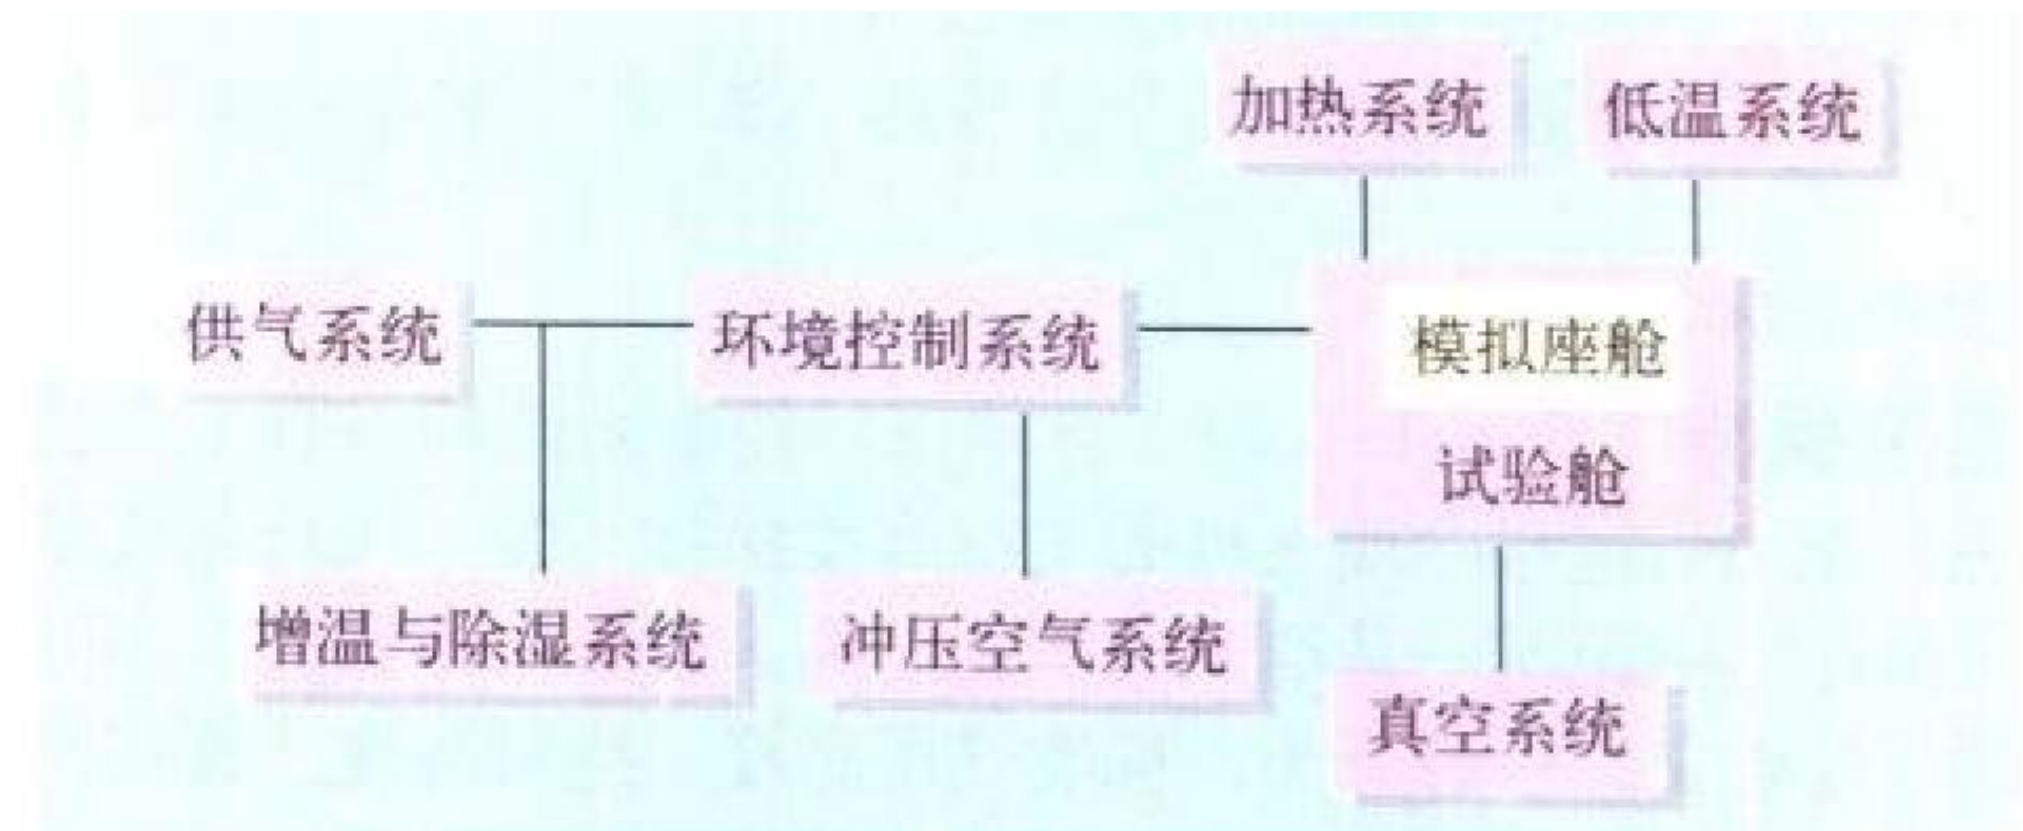 加热系统
低温系统
供气系统
环境控制系统
模拟座舱
试验舱
增温与除湿系统
冲压空气系统
真空系统